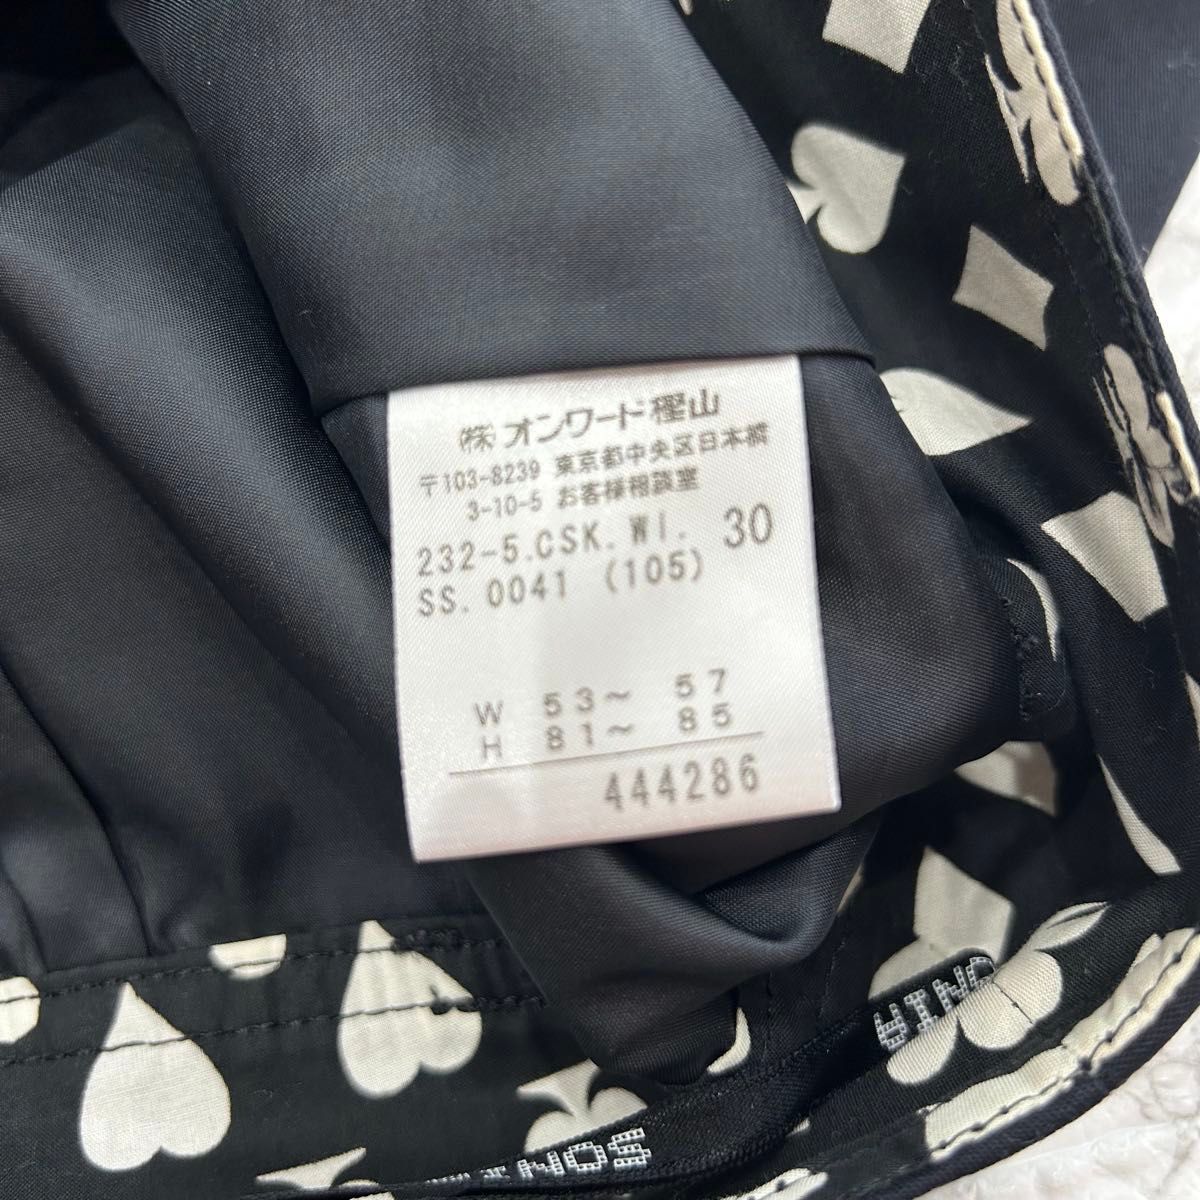 (株)オンワード樫山
〒103-8239 東京都中央区日本橋
3-10-5 お客様相談室
232-5.CSK.WI. 30
SS.0041 (105)
W 53～ 57
H 81～ 85
444286